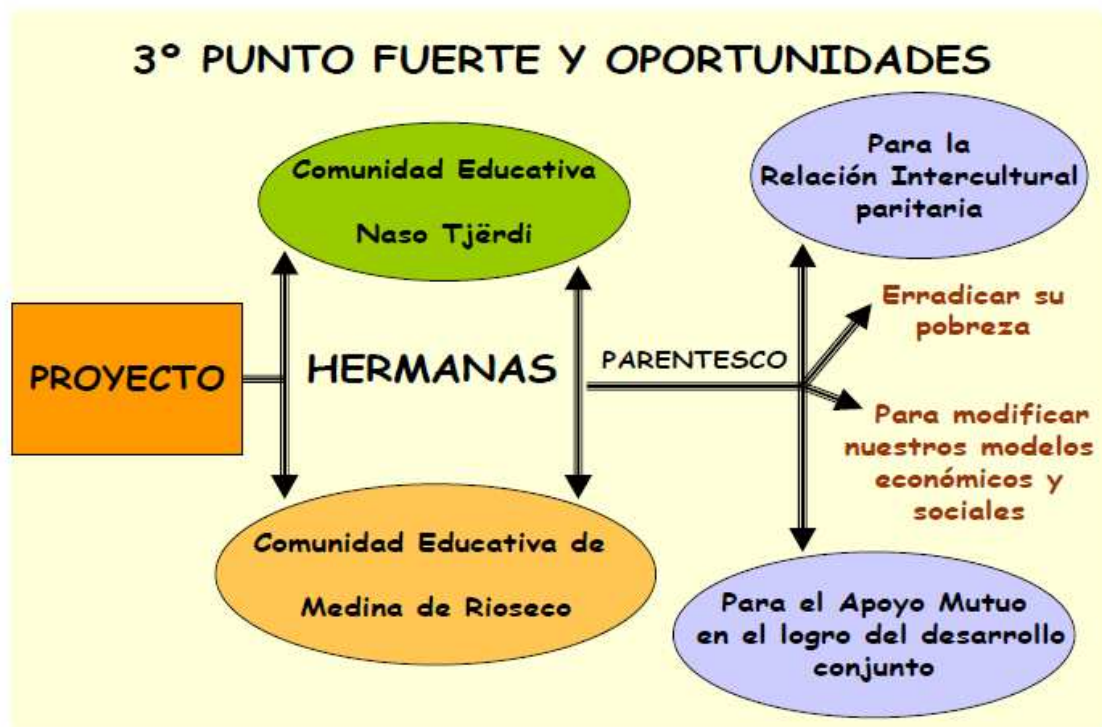 3º PUNTO FUERTE Y OPORTUNIDADES
Comunidad Educativa
Naso Tjërdi
Para la
Relación Intercultural
paritaria
PROYECTO
HERMANAS
PARENTESCO
Erradicar su
pobreza
Para modificar
nuestros modelos
económicos y
sociales
Comunidad Educativa de
Medina de Rioseco
Para el Apoyo Mutuo
en el logro del desarrollo
conjunto